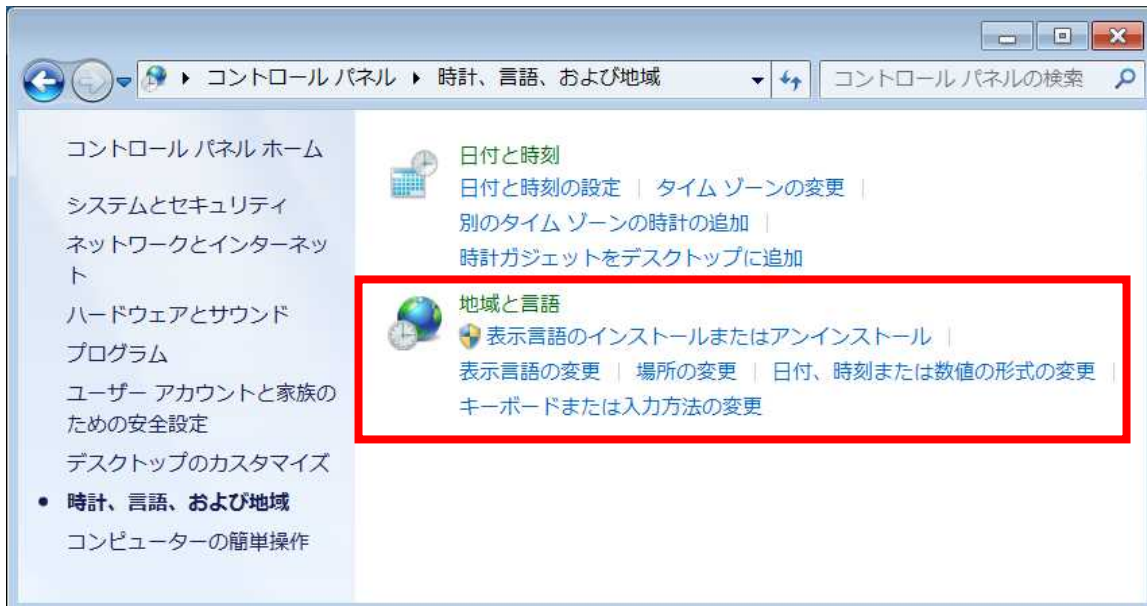 コントロール パネル ▶ 時計、言語、および地域
コントロール パネルの検索
コントロール パネル ホーム
システムとセキュリティ
ネットワークとインターネッ
ト
ハードウェアとサウンド
プログラム
ユーザー アカウントと家族の
ための安全設定
デスクトップのカスタマイズ
時計、言語、および地域
コンピューターの簡単操作
日付と時刻
日付と時刻の設定 | タイム ゾーンの変更 |
別のタイム ゾーンの時計の追加 |
時計ガジェットをデスクトップに追加
地域と言語
表示言語のインストールまたはアンインストール |
表示言語の変更 | 場所の変更 | 日付、時刻または数値の形式の変更 |
キーボードまたは入力方法の変更